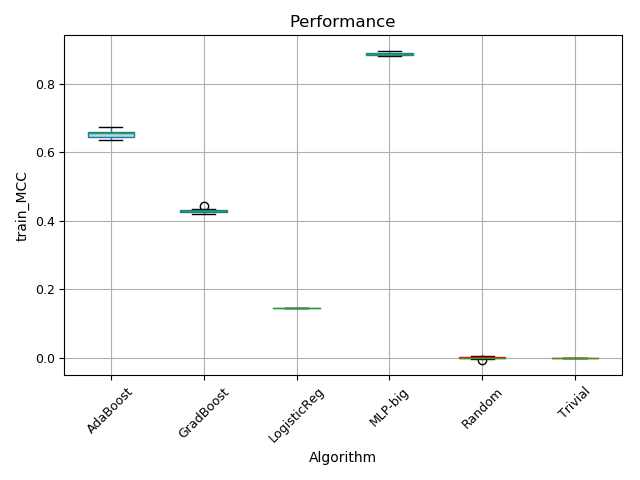 Performance
train_MCC
0.8
0.6
0.4
0.2
0.0
AdaBoost
GradBoost
LogisticReg
MLP-big
Random
Trivial
Algorithm